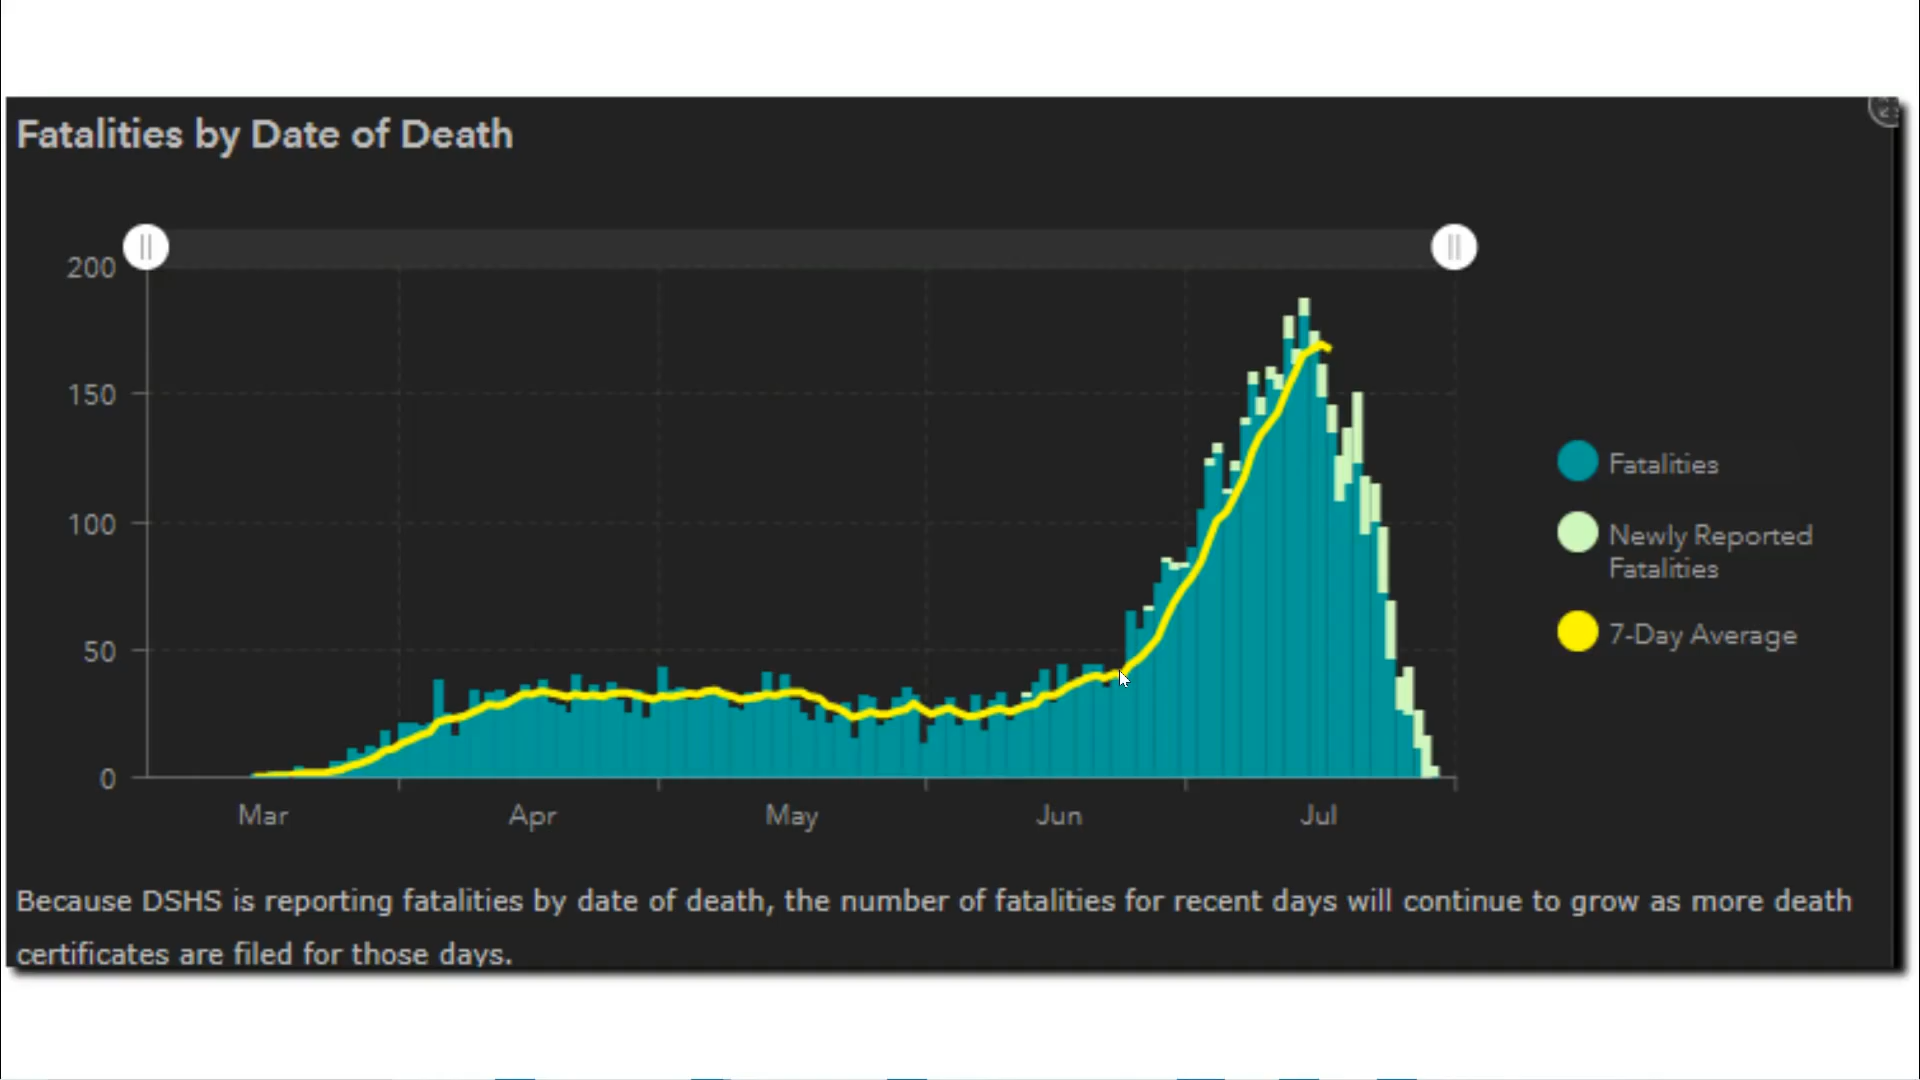 Fatalities by Date of Death
200
150
100
50
0
Mar Apr May Jun Jul
Fatalities
Newly Reported
Fatalities
7-Day Average
Because DSHS is reporting fatalities by date of death, the number of fatalities for recent days will continue to grow as more death
certificates are filed for those days.